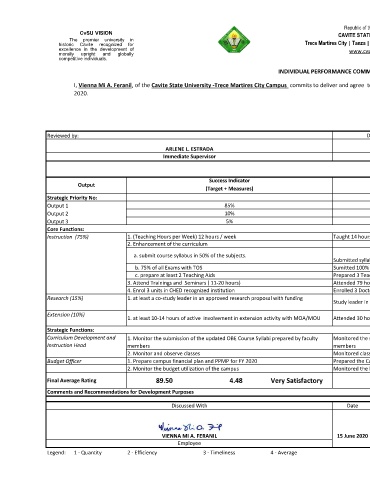 CvSU VISION
The premier university in
historic Cavite recognized for
excellence in the development of
morally upright and globally
competitive individuals.
Republic of
CAVITE STAT
Trece Martires City | Tanza |
www.cvs
INDIVIDUAL PERFORMANCE COMM
I, Vienna MI A. Feranil, of the Cavite State University -Trece Martires City Campus commits to deliver and agree t
2020.
Reviewed by: D
ARLENE L. ESTRADA
Immediate Supervisor
Output Success Indicator
(Target + Measures)
Strategic Priority No:
Output 1 85%
Output 2 10%
Output 3 5%
Core Functions:
Instruction (75%) 1. (Teaching Hours per Week) 12 hours / week Taught 14 hour
2. Enhancement of the curriculum
a. submit course syllabus in 50% of the subjects Submitted sylla
b. 75% of all Exams with TOS Sumitted 100%
c. prepare at least 2 Teaching Aids Prepared 3 Tea
3. Attend Trainings and Seminars ( 11-20 hours) Attended 79 ho
4. Enrol 3 units in CHED recognised institution Enrolled 3 Doct
Research (15%) 1. at least a co-study leader in an approved research proposal with funding Study leader in
Extension (10%) 1. at least 10-14 hours of active involvement in extension activity with MOA/MOU Attended 30 ho
Strategic Functions:
Curriculum Development and 1. Monitor the submission of the updated OBE Course Syllabi prepared by faculty Monitored the
Instruction Head members members
2. Monitor and observe classes Monitored class
Budget Officer 1. Prepare campus financial plan and PPMP for FY 2020 Prepared the C
2. Monitor the budget utilization of the campus Monitored the
Final Average Rating 89.50 4.48 Very Satisfactory
Comments and Recommendations for Development Purposes
Discussed With Date
VIENNA MI A. FERANIL 15 June 2020
Employee
Legend: 1 - Quantity 2 - Efficiency 3 - Timeliness 4 - Average